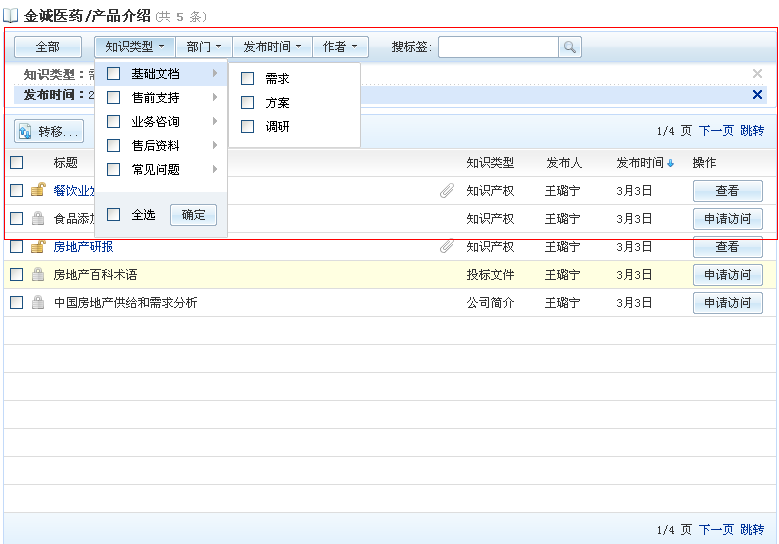 金诚医药/产品介绍 (共 5 条)
全部 知识类型 部门 发布时间 作者 搜标签:
知识类型:
发布时间:2
基础文档
售前支持
业务咨询
售后资料
常见问题
全选 确定
需求
方案
调研
转移... 1/4 页 下一页 跳转
标题 知识类型 发布人 发布时间 操作
餐饮业 知识产权 王璐宁 3月3日 查看
食品添 知识产权 王璐宁 3月3日 申请访问
房地产研报 知识产权 王璐宁 3月3日 查看
房地产百科术语 投标文件 王璐宁 3月3日 申请访问
中国房地产供给和需求分析 公司简介 王璐宁 3月3日 申请访问
1/4 页 下一页 跳转